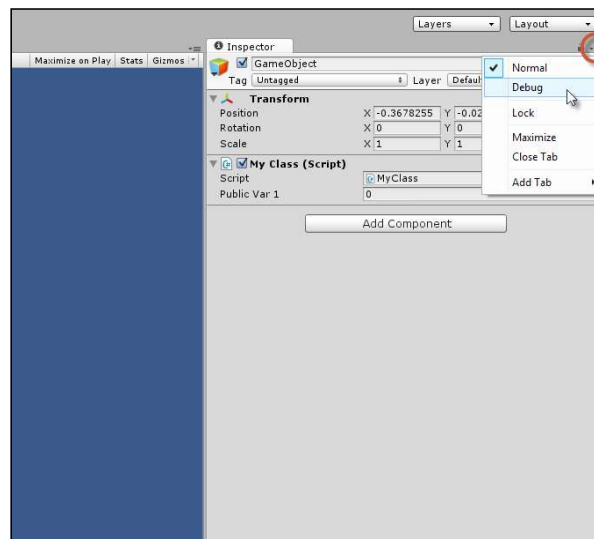 Layers Layout
Inspector
Maximize on Play Stats Gizmos
GameObject
Tag Untagged Layer
Normal
Debug
Lock
Maximize
Close Tab
Add Tab
Transform
Position X -0.3678255 Y -0.02
Rotation X 0 Y 0
Scale X 1 Y 1
My Class (Script)
Script MyClass
Public Var 1 0
Add Component